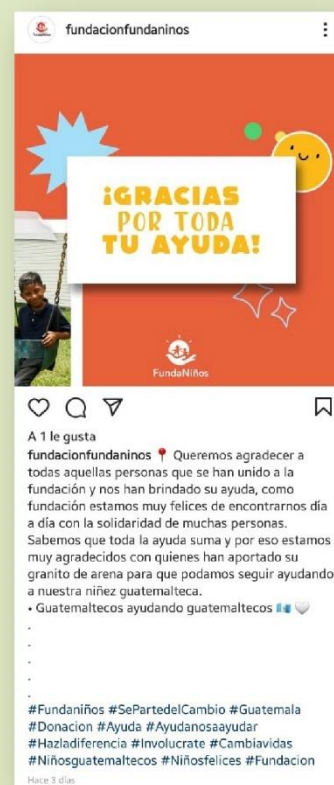 fundacionfundaninos
¡GRACIAS
POR TODA
TU AYUDA!
FundaNiños
A 1 le gusta
fundacionfundaninos 📍 Queremos agradecer a
todas aquellas personas que se han unido a la
fundación y nos han brindado su ayuda, como
fundación estamos muy felices de encontrarnos día
a día con la solidaridad de muchas personas.
Sabemos que toda la ayuda suma y por eso estamos
muy agradecidos con quienes han aportado su
granito de arena para que podamos seguir ayudando
a nuestra niñez guatemalteca.
• Guatemaltecos ayudando guatemaltecos 🇬🇹 🤍
.
.
.
.
.
#Fundaniños #SePartedelCambio #Guatemala
#Donacion #Ayuda #Ayudanosaayudar
#Hazladiferencia #Involucrate #Cambiavidas
#Niñosguatemaltecos #Niñosfelices #Fundacion
Hace 3 días